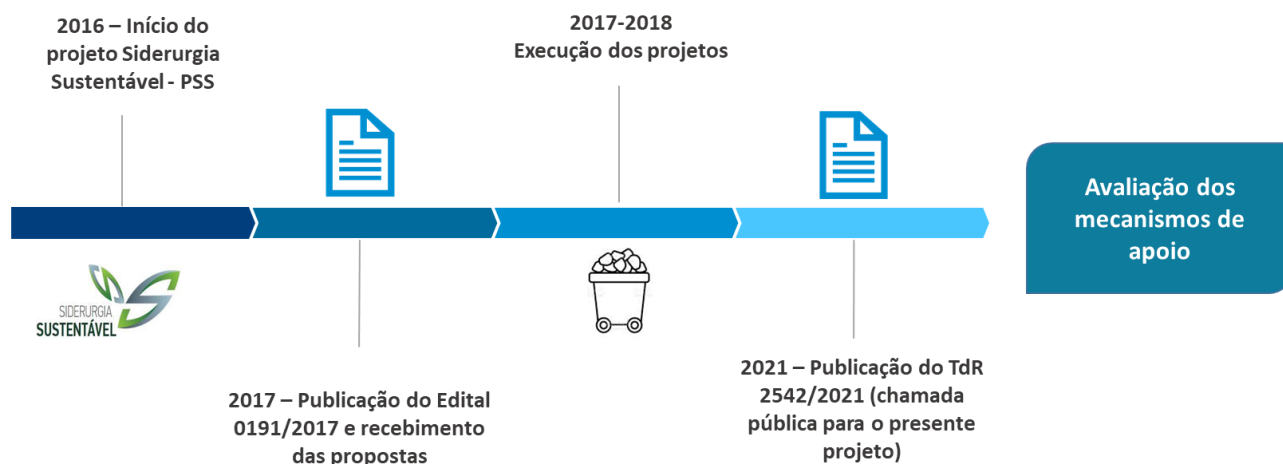 2016 – Início do
projeto Siderurgia
Sustentável - PSS
2017-2018
Execução dos projetos
Avaliação dos
mecanismos de
apoio
SIDERURGIA
SUSTENTÁVEL
2017 – Publicação do Edital
0191/2017 e recebimento
das propostas
2021 – Publicação do TdR
2542/2021 (chamada
pública para o presente
projeto)